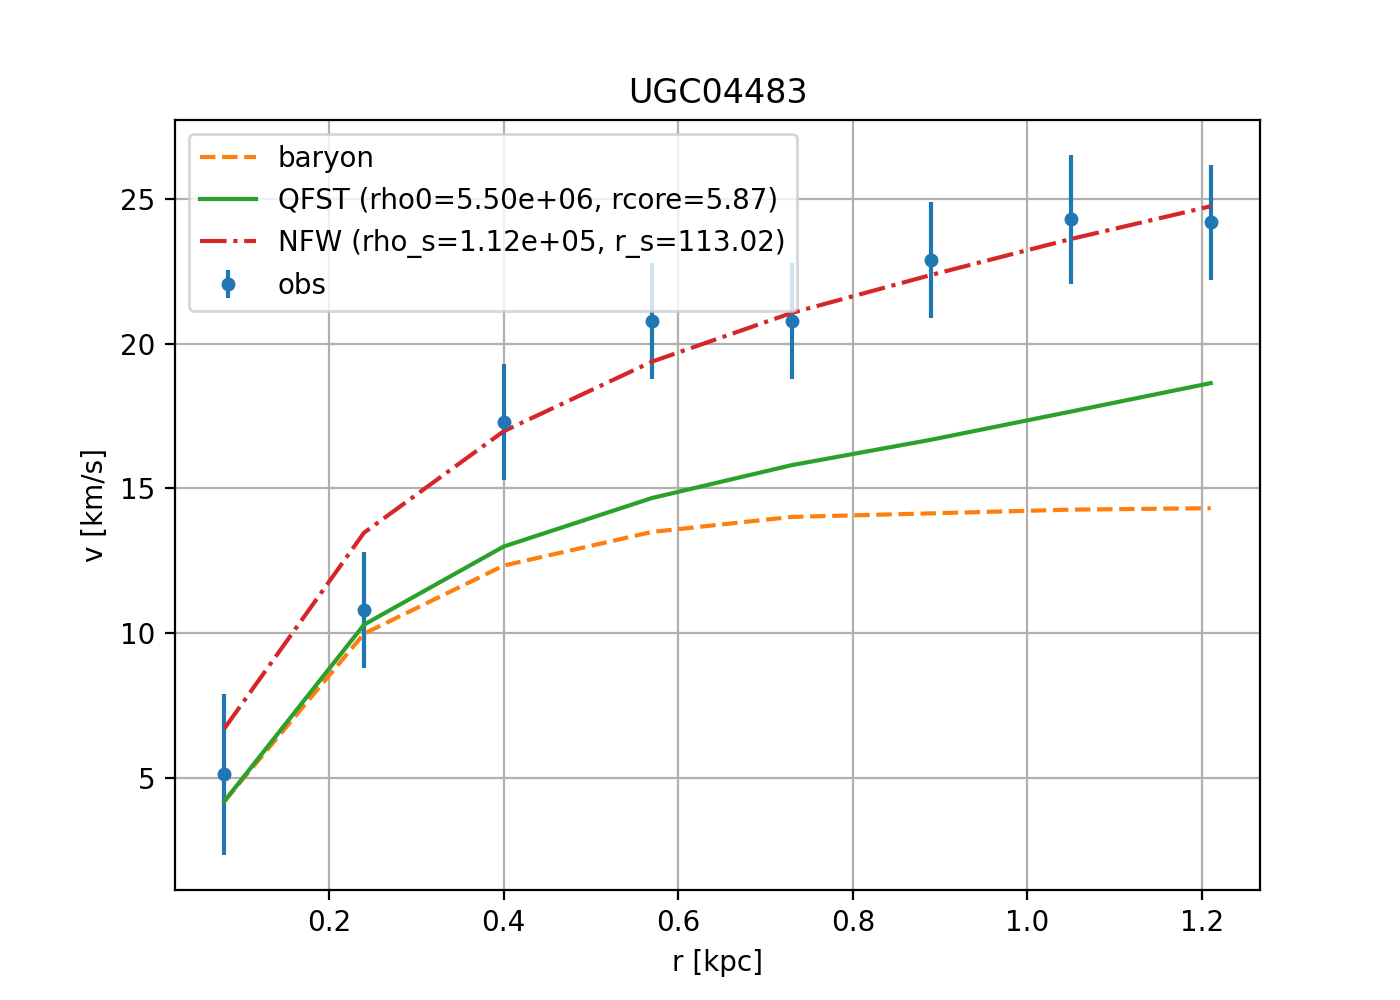 UGC04483
baryon
QFST (rho0=5.50e+06, rcore=5.87)
NFW (rho_s=1.12e+05, r_s=113.02)
obs
25
20
15
10
5
v [km/s]
0.2 0.4 0.6 0.8 1.0 1.2
r [kpc]